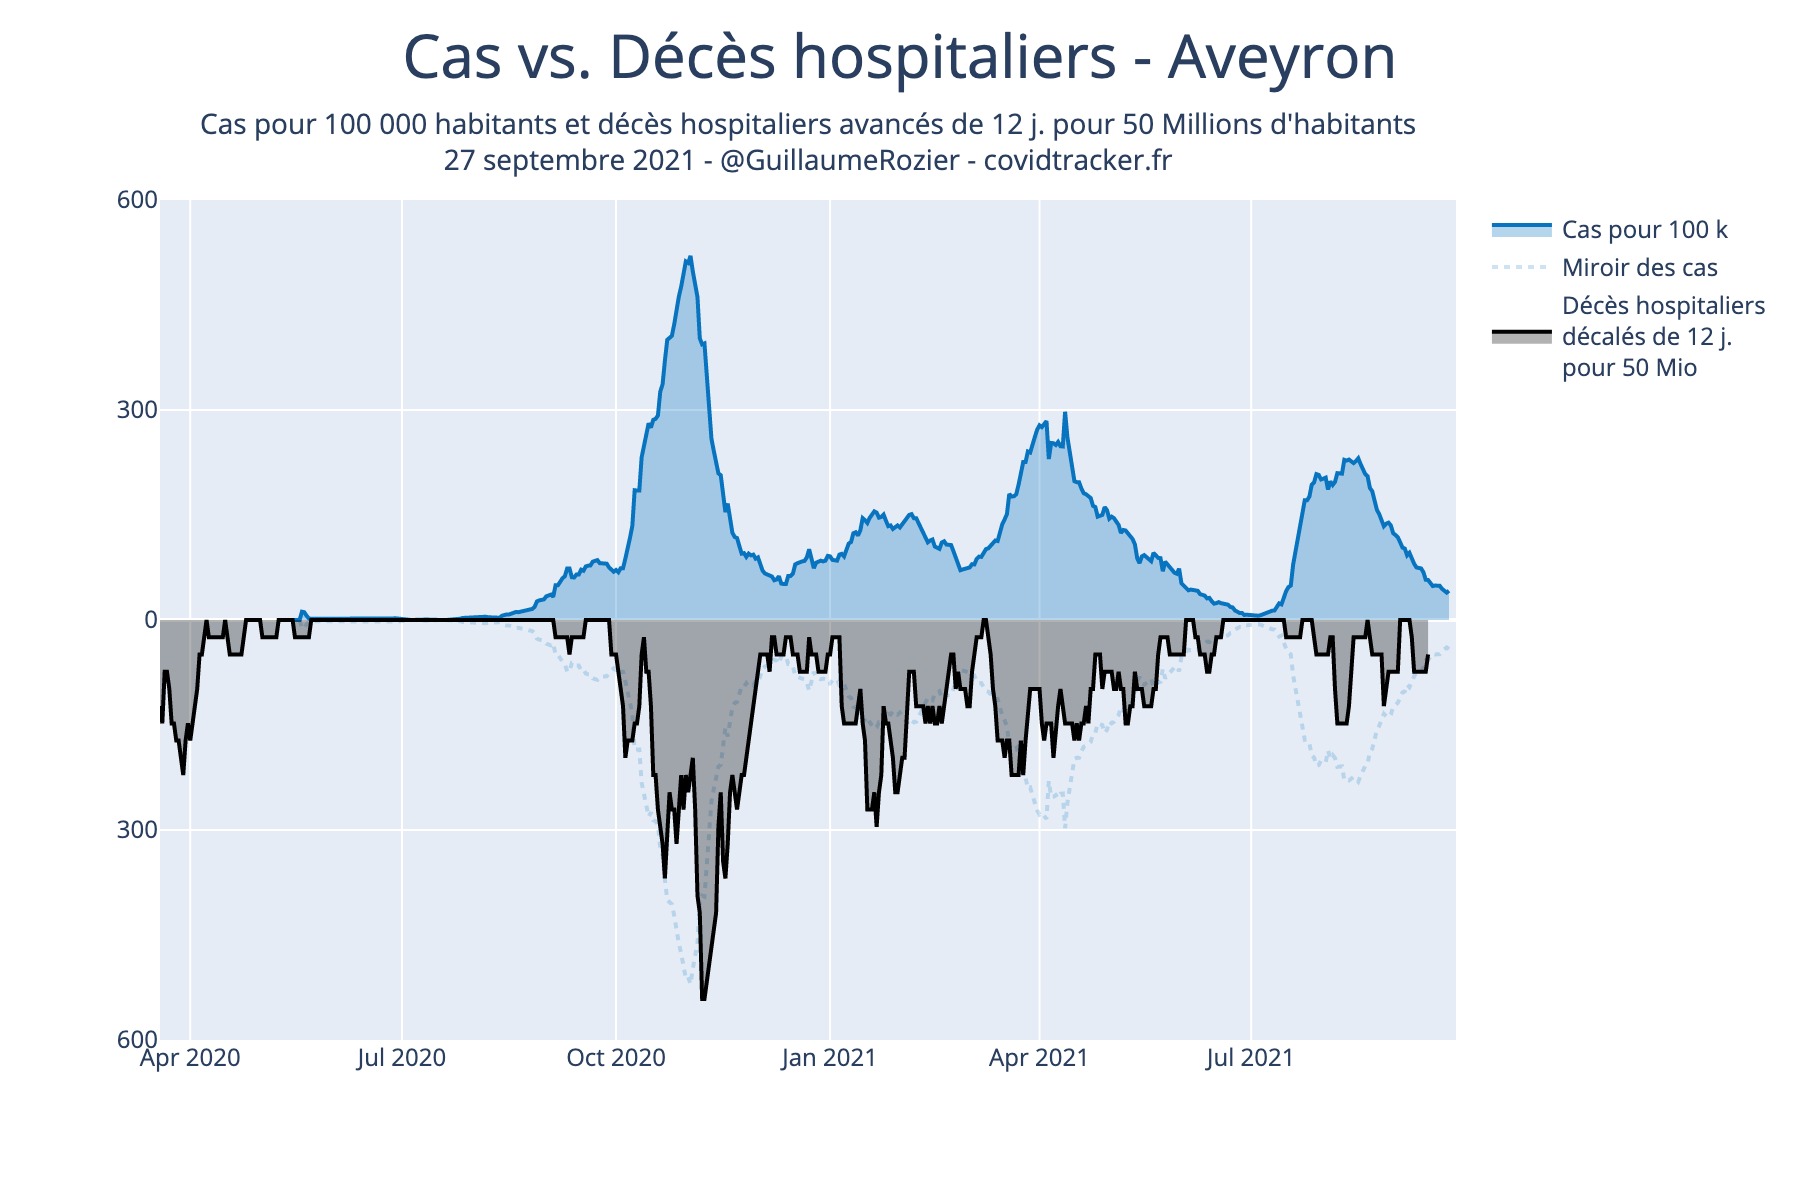 Cas vs. Décès hospitaliers - Aveyron
Cas pour 100 000 habitants et décès hospitaliers avancés de 12 j. pour 50 Millions d'habitants
27 septembre 2021 - @GuillaumeRozier - covidtracker.fr
600
300
0
300
600
Apr 2020
Jul 2020
Oct 2020
Jan 2021
Apr 2021
Jul 2021
Cas pour 100 k
Miroir des cas
Décès hospitaliers
décalés de 12 j.
pour 50 Mio